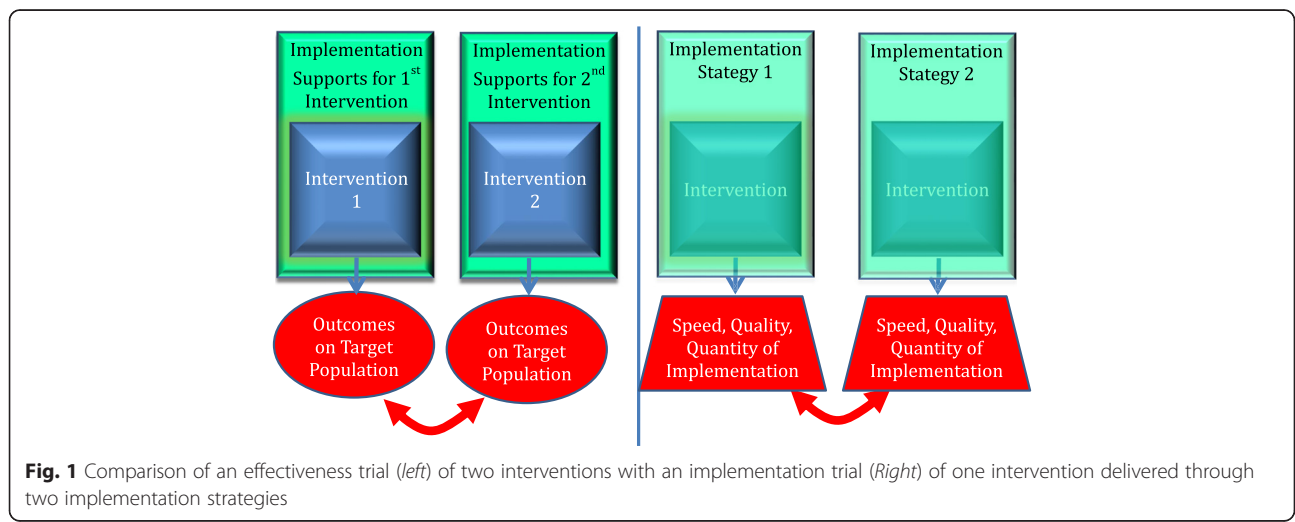 Implementation
Supports for 1st
Intervention
Intervention
1
Outcomes
on Target
Population
Implementation
Supports for 2nd
Intervention
Intervention
2
Outcomes
on Target
Population
Implementation
Stategy 1
Intervention
Speed, Quality,
Quantity of
Implementation
Implementation
Stategy 2
Intervention
Speed, Quality,
Quantity of
Implementation
Fig. 1 Comparison of an effectiveness trial (left) of two interventions with an implementation trial (Right) of one intervention delivered through
two implementation strategies